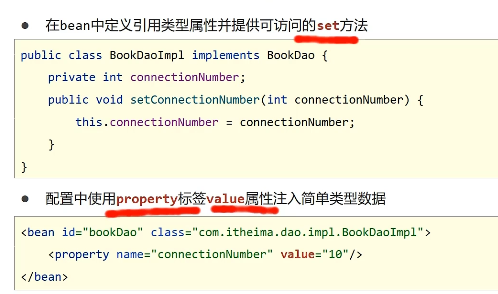 ● 在bean中定义引用类型属性并提供可访问的set方法
public class BookDaoImpl implements BookDao {
    private int connectionNumber;
    public void setConnectionNumber(int connectionNumber) {
        this.connectionNumber = connectionNumber;
    }
}
● 配置中使用property标签value属性注入简单类型数据
<bean id="bookDao" class="com.itheima.dao.impl.BookDaoImpl">
    <property name="connectionNumber" value="10"/>
</bean>